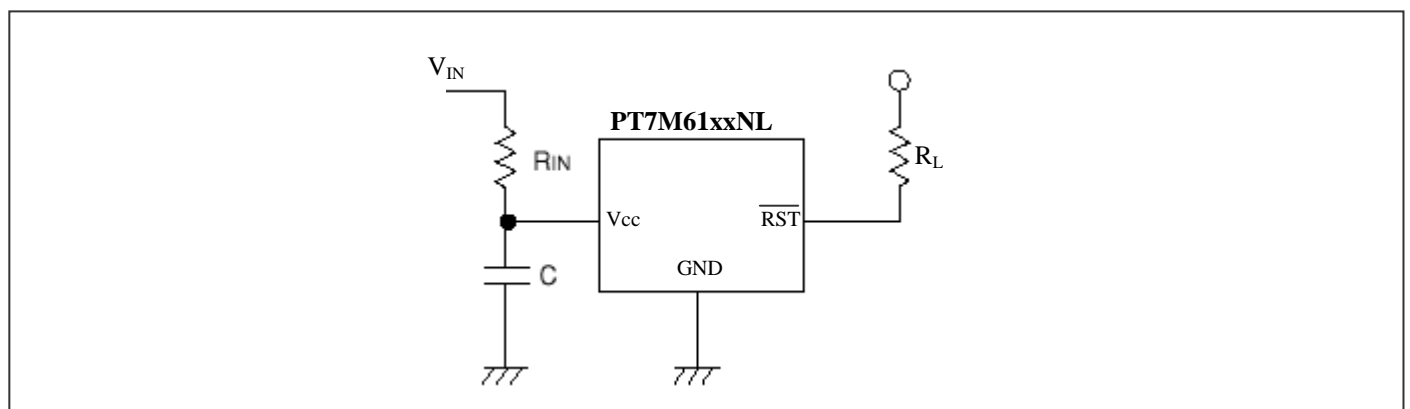 V_IN
PT7M61xxNL
RIN
R_L
Vcc
RST
GND
C